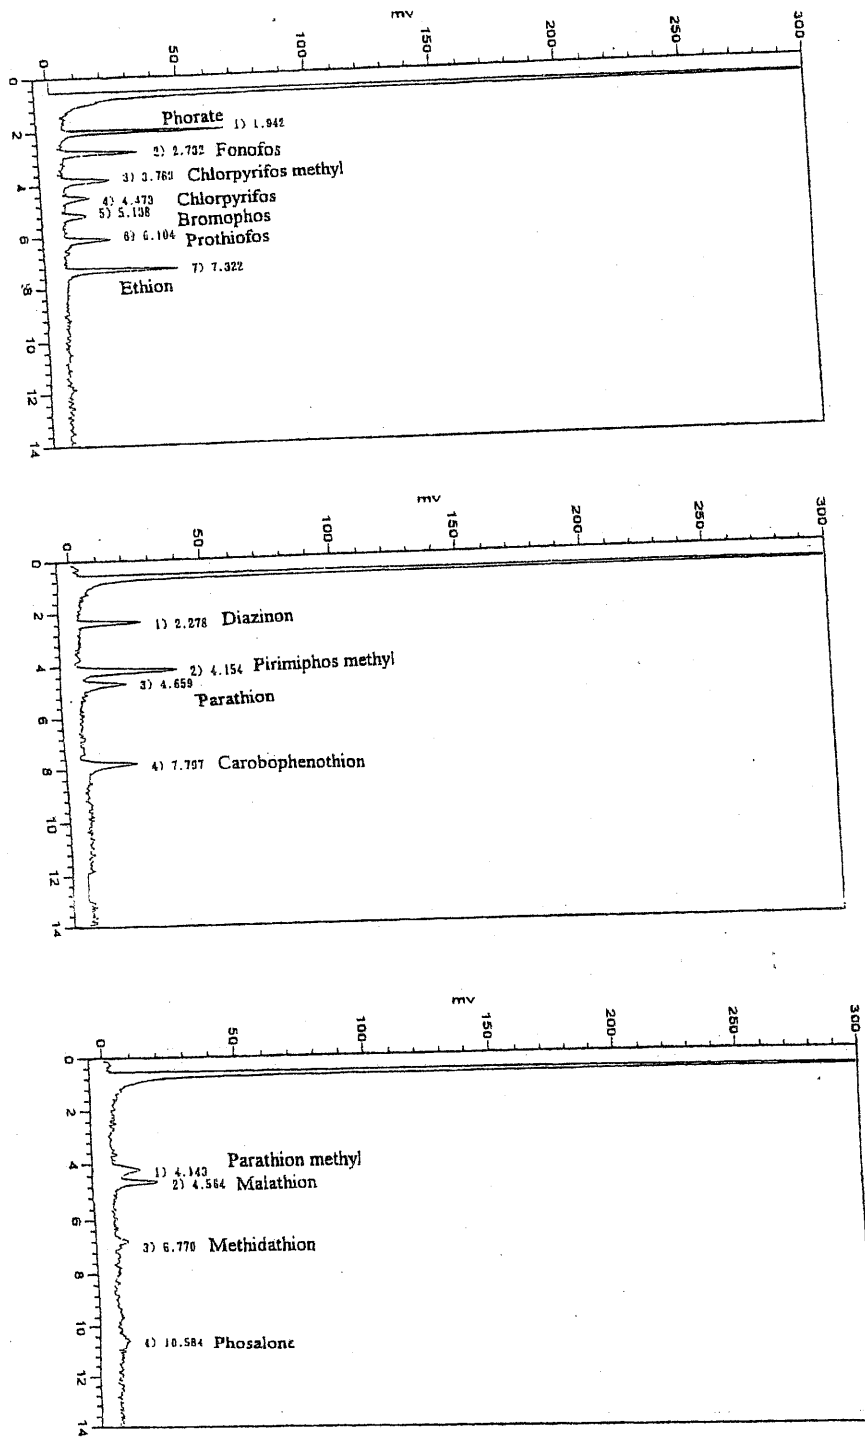 mv
0 50 100 150 200 250 300
0
2
4
6
8
10
12
14
Phorate
1) 1.942
2) 2.732 Fonofos
3) 3.763 Chlorpyrifos methyl
4) 4.473 Chlorpyrifos
5) 5.138 Bromophos
6) 6.104 Prothiofos
7) 7.322
Ethion
mv
0 50 100 150 200 250 300
0
2
4
6
8
10
12
14
1) 2.278 Diazinon
2) 4.154 Pirimiphos methyl
3) 4.659
Parathion
4) 7.797 Carobophenothion
mv
0 50 100 150 200 250 300
0
2
4
6
8
10
12
14
Parathion methyl
1) 4.143
2) 4.564 Malathion
3) 6.770 Methidathion
4) 10.584 Phosalone